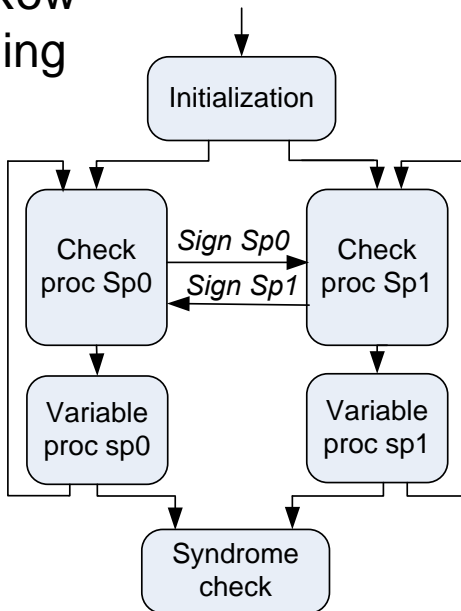 ing
Initialization
Check
proc Sp0
Sign Sp0
Sign Sp1
Check
proc Sp1
Variable
proc sp0
Variable
proc sp1
Syndrome
check